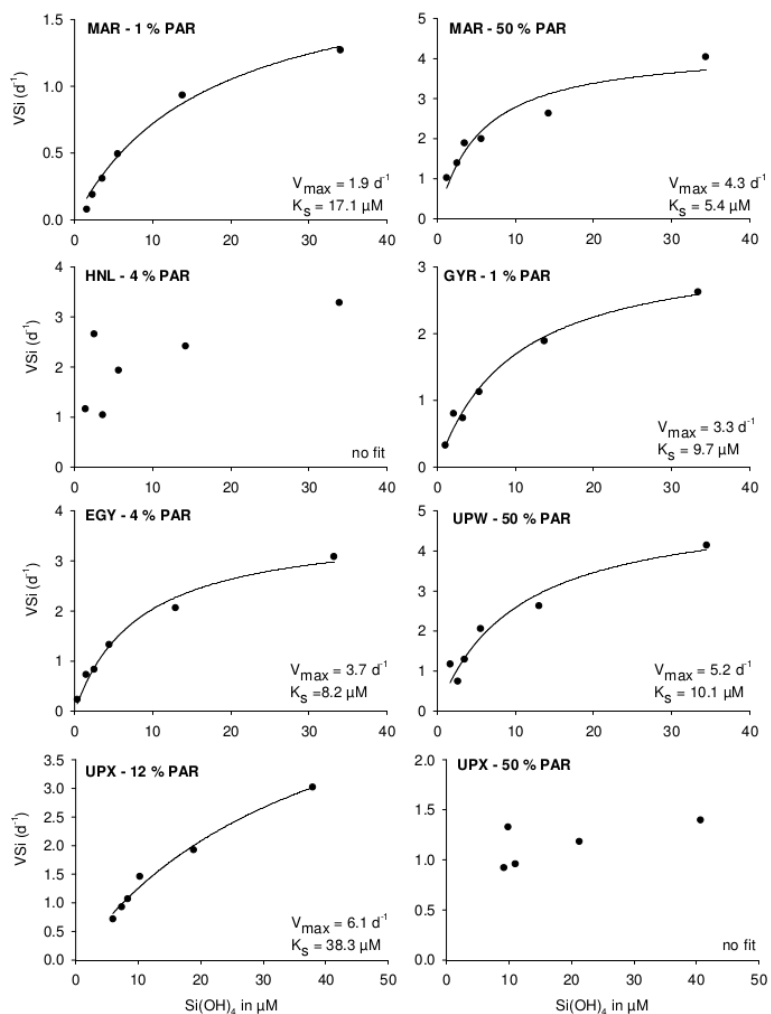 MAR - 1 % PAR
1.5
1.0
0.5
0.0
VSi (d⁻¹)
0 10 20 30 40
Vmax = 1.9 d⁻¹
KS = 17.1 µM
MAR - 50 % PAR
5
4
3
2
1
0
0 10 20 30 40
Vmax = 4.3 d⁻¹
KS = 5.4 µM
HNL - 4 % PAR
4
3
2
1
0
VSi (d⁻¹)
0 10 20 30 40
no fit
GYR - 1 % PAR
3
2
1
0
0 10 20 30 40
Vmax = 3.3 d⁻¹
KS = 9.7 µM
EGY - 4 % PAR
4
3
2
1
0
VSi (d⁻¹)
0 10 20 30 40
Vmax = 3.7 d⁻¹
KS =8.2 µM
UPW - 50 % PAR
5
4
3
2
1
0
0 10 20 30 40
Vmax = 5.2 d⁻¹
KS = 10.1 µM
UPX - 12 % PAR
3.5
3.0
2.5
2.0
1.5
1.0
0.5
0.0
VSi (d⁻¹)
0 10 20 30 40 50
Vmax = 6.1 d⁻¹
KS = 38.3 µM
Si(OH)₄ in µM
UPX - 50 % PAR
2.0
1.5
1.0
0.5
0.0
0 10 20 30 40 50
no fit
Si(OH)₄ in µM